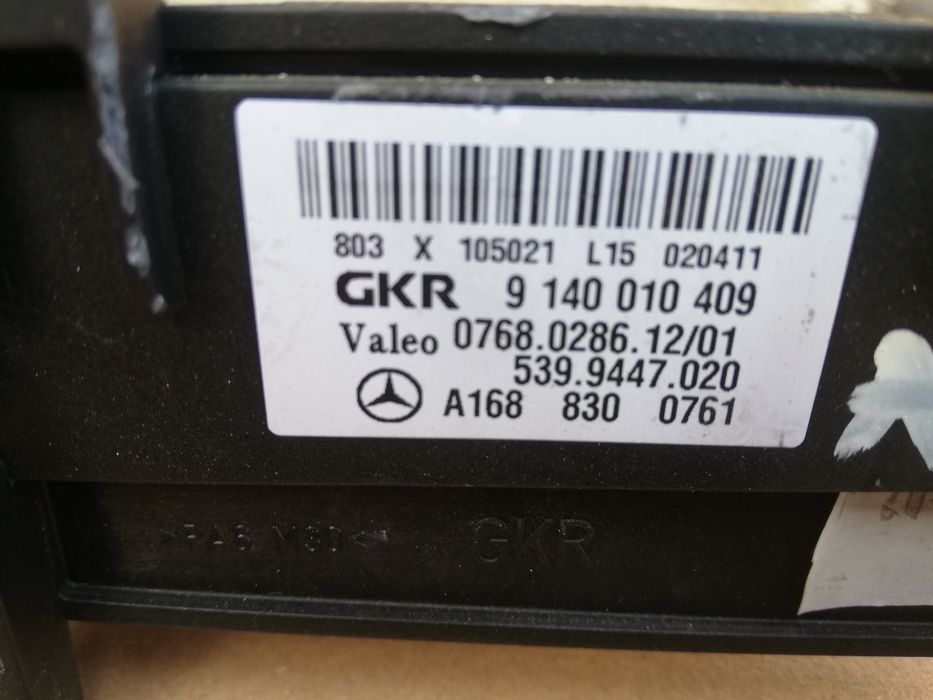 803 X 105021 L15 020411
GKR 9 140 010 409
Valeo 0768.0286.12/01
539.9447.020
A168 830 0761
GKR